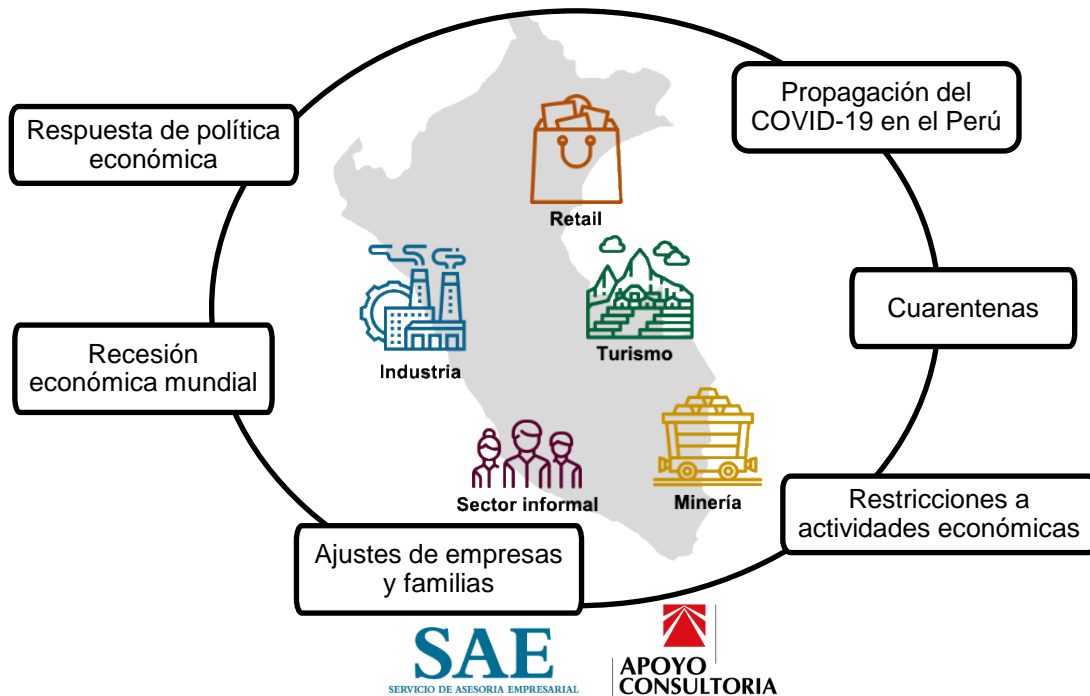 Propagación del
COVID-19 en el Perú
Respuesta de política
económica
Retail
Cuarentenas
Turismo
Industria
Recesión
económica mundial
Sector informal
Minería
Restricciones a
actividades económicas
Ajustes de empresas
y familias
SAE
SERVICIO DE ASESORIA EMPRESARIAL
APOYO
CONSULTORIA